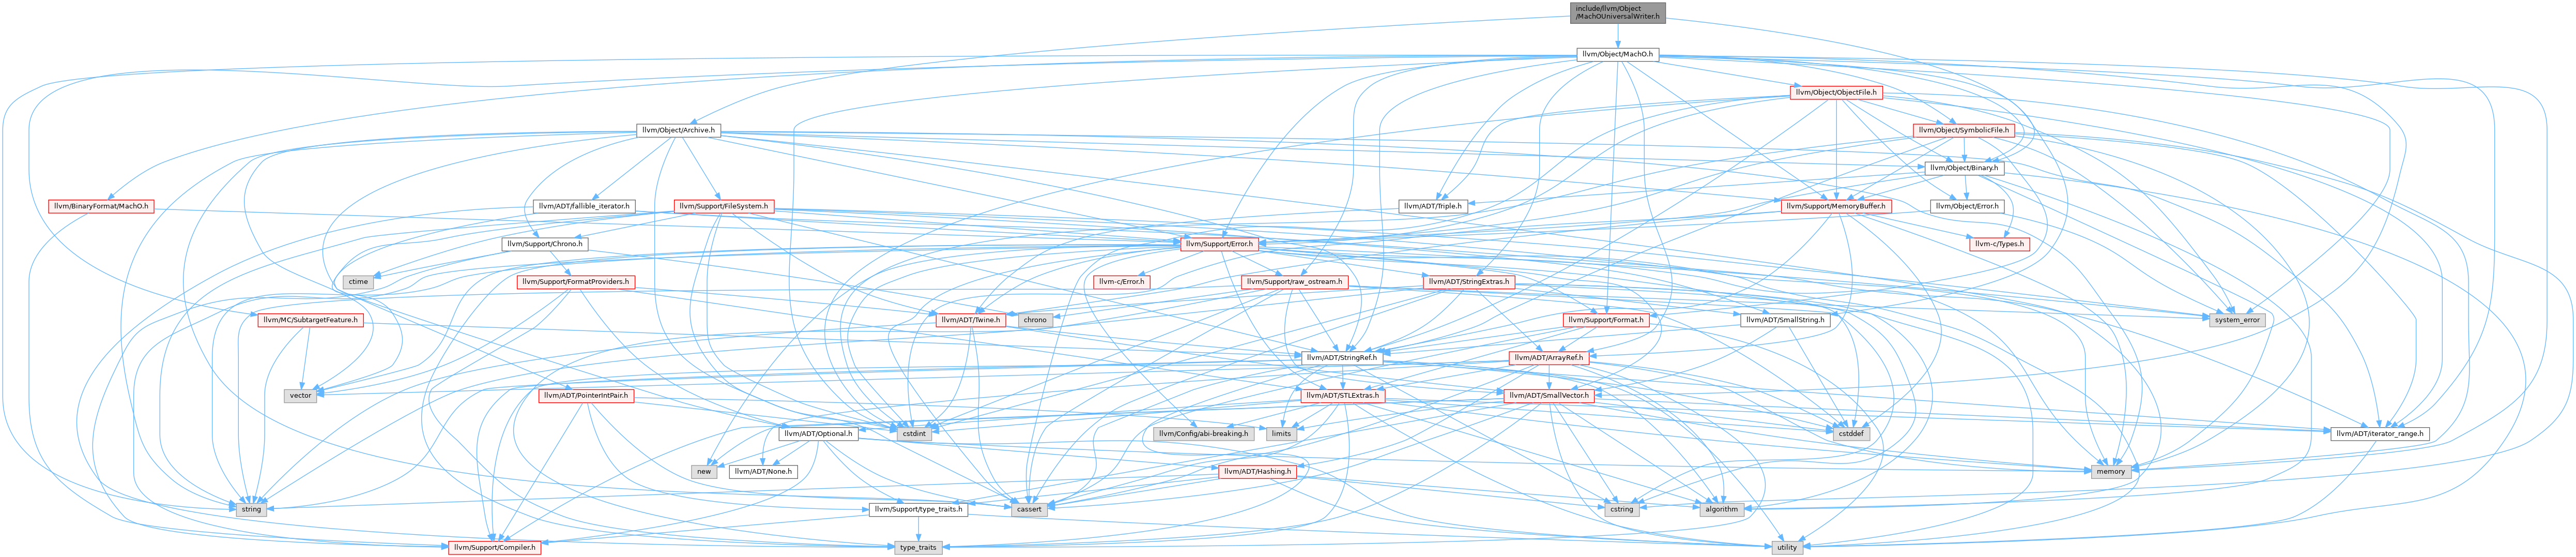 include/llvm/Object
/MachOUniversalWriter.h
llvm/Object/MachO.h
llvm/Object/ObjectFile.h
llvm/Object/Archive.h
llvm/Object/SymbolicFile.h
llvm/Object/Binary.h
llvm/BinaryFormat/MachO.h
llvm/ADT/fallible_iterator.h
llvm/Support/FileSystem.h
llvm/ADT/Triple.h
llvm/Support/MemoryBuffer.h
llvm/Object/Error.h
llvm/Support/Chrono.h
llvm/Support/Error.h
llvm-c/Types.h
ctime
llvm/Support/FormatProviders.h
llvm-c/Error.h
llvm/Support/raw_ostream.h
llvm/ADT/StringExtras.h
llvm/MC/SubtargetFeature.h
chrono
llvm/ADT/Twine.h
llvm/Support/Format.h
llvm/ADT/SmallString.h
system_error
llvm/ADT/StringRef.h
llvm/ADT/ArrayRef.h
vector
llvm/ADT/PointerIntPair.h
llvm/ADT/STLExtras.h
llvm/ADT/SmallVector.h
llvm/ADT/Optional.h
cstdint
llvm/Config/abi-breaking.h
limits
cstddef
llvm/ADT/iterator_range.h
new
llvm/ADT/None.h
llvm/ADT/Hashing.h
memory
string
llvm/Support/type_traits.h
cassert
cstring
algorithm
llvm/Support/Compiler.h
type_traits
utility